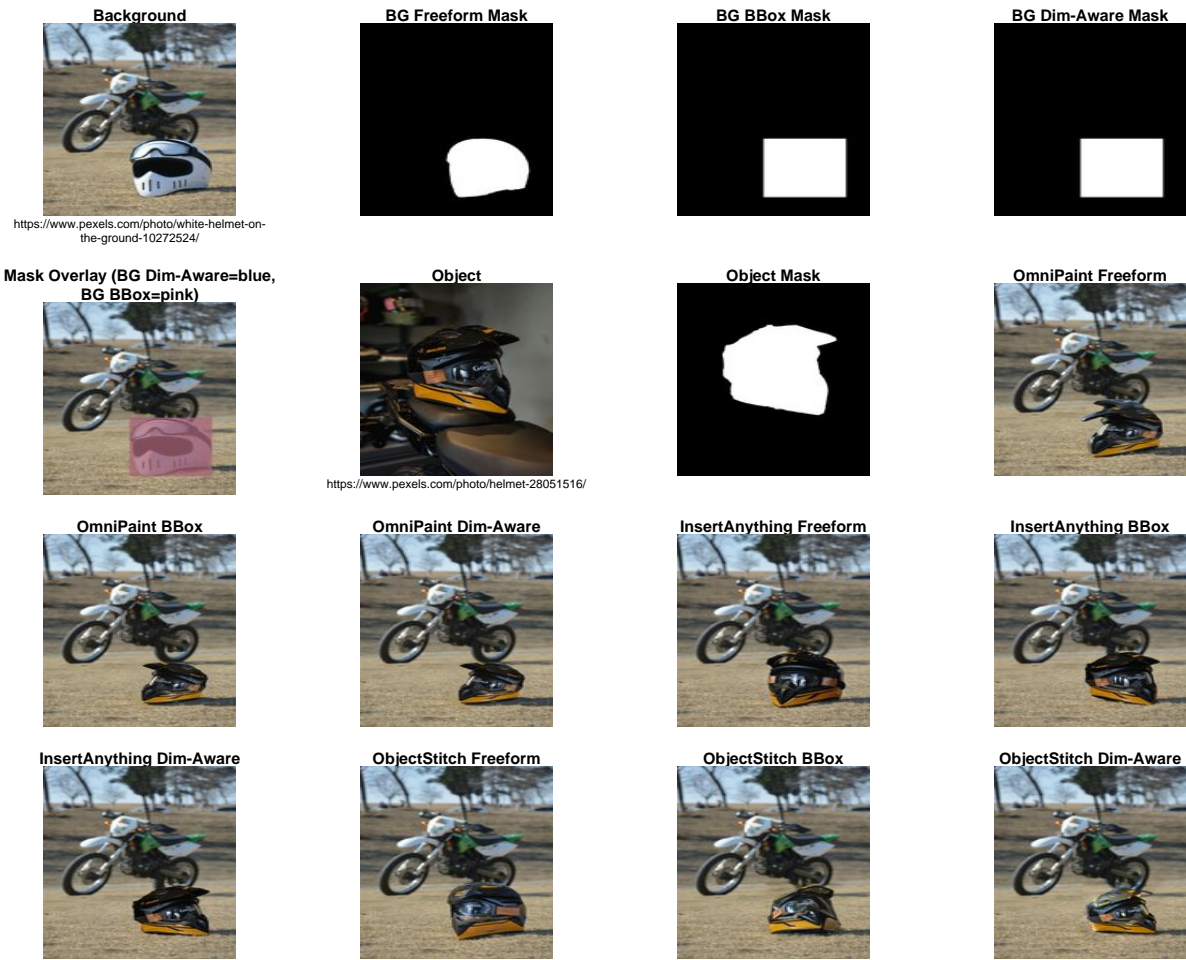 Background
BG Freeform Mask
BG BBox Mask
BG Dim-Aware Mask
https://www.pexels.com/photo/white-helmet-on-
the-ground-10272524/
Mask Overlay (BG Dim-Aware=blue,
BG BBox=pink)
Object
Object Mask
OmniPaint Freeform
https://www.pexels.com/photo/helmet-28051516/
OmniPaint BBox
OmniPaint Dim-Aware
InsertAnything Freeform
InsertAnything BBox
InsertAnything Dim-Aware
ObjectStitch Freeform
ObjectStitch BBox
ObjectStitch Dim-Aware